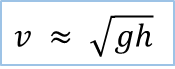 v ≈ √gh